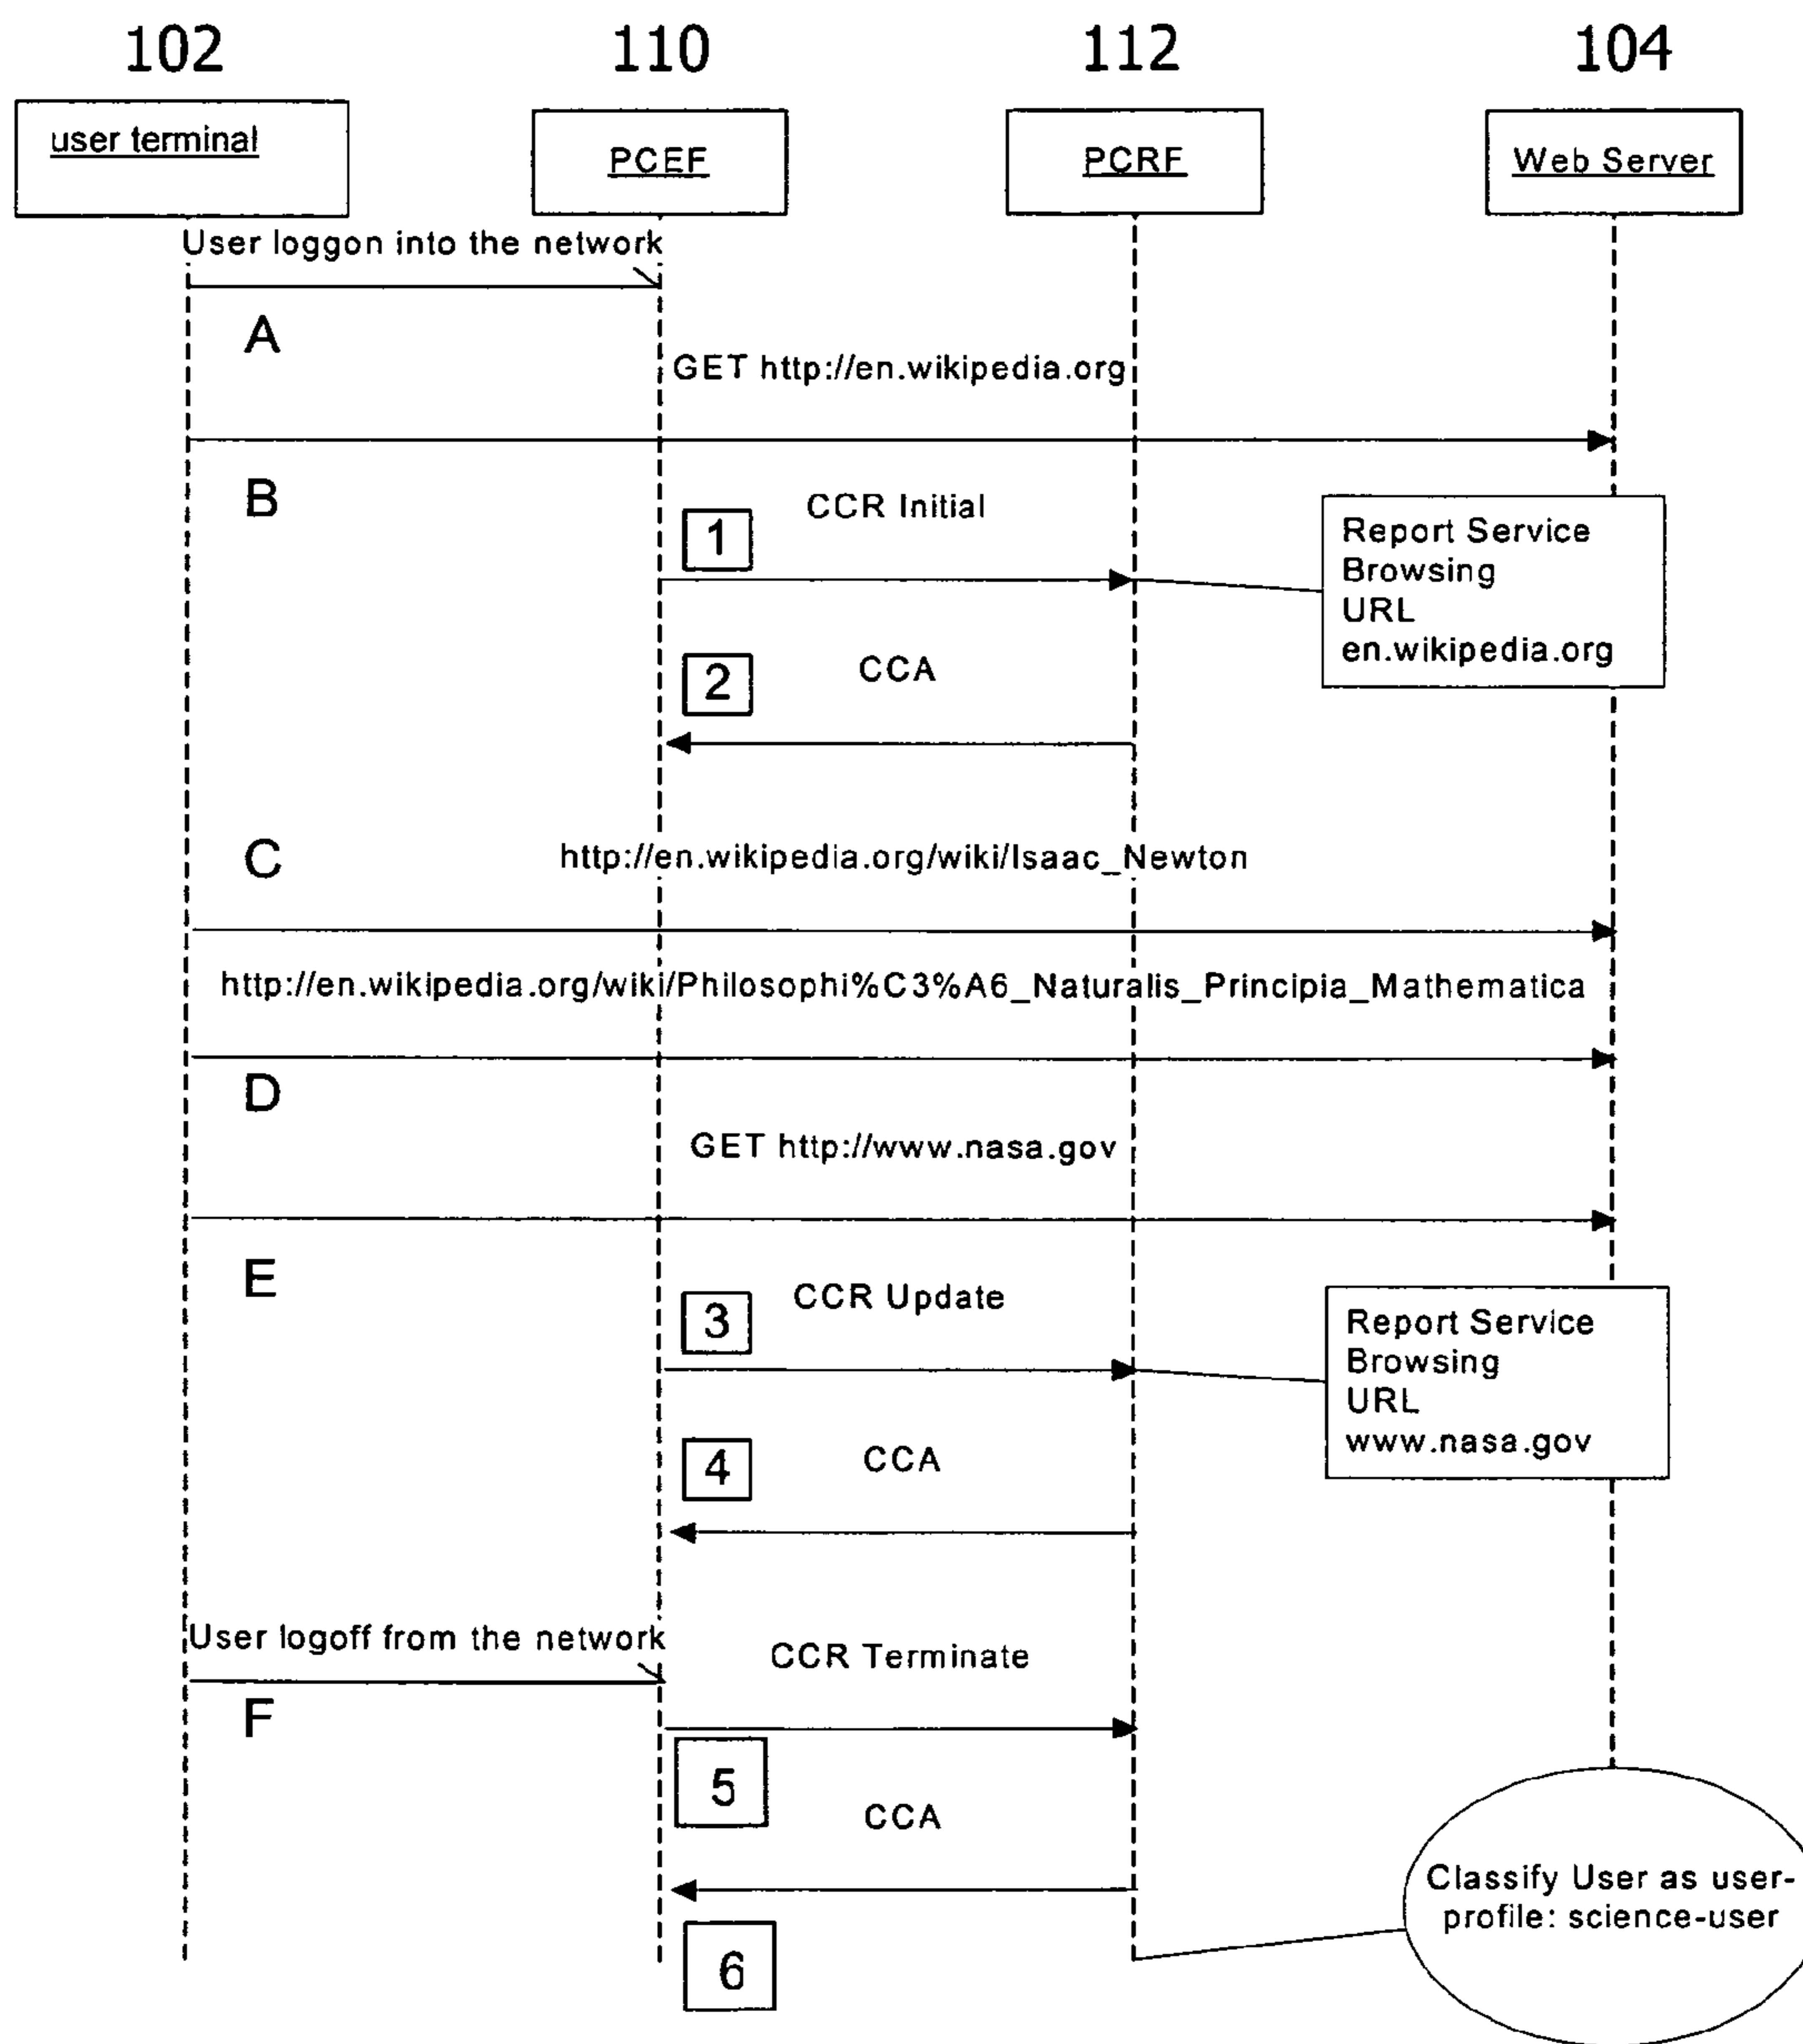 102 110 112 104
user terminal PCEF PCRF Web Server
User loggon into the network
A
GET http://en.wikipedia.org
B
CCR Initial
1
Report Service
Browsing
URL
en.wikipedia.org
CCA
2
C
http://en.wikipedia.org/wiki/Isaac_Newton
http://en.wikipedia.org/wiki/Philosophi%C3%A6_Naturalis_Principia_Mathematica
D
GET http://www.nasa.gov
E
CCR Update
3
Report Service
Browsing
URL
www.nasa.gov
CCA
4
User logoff from the network
CCR Terminate
F
5
CCA
Classify User as user-
profile: science-user
6